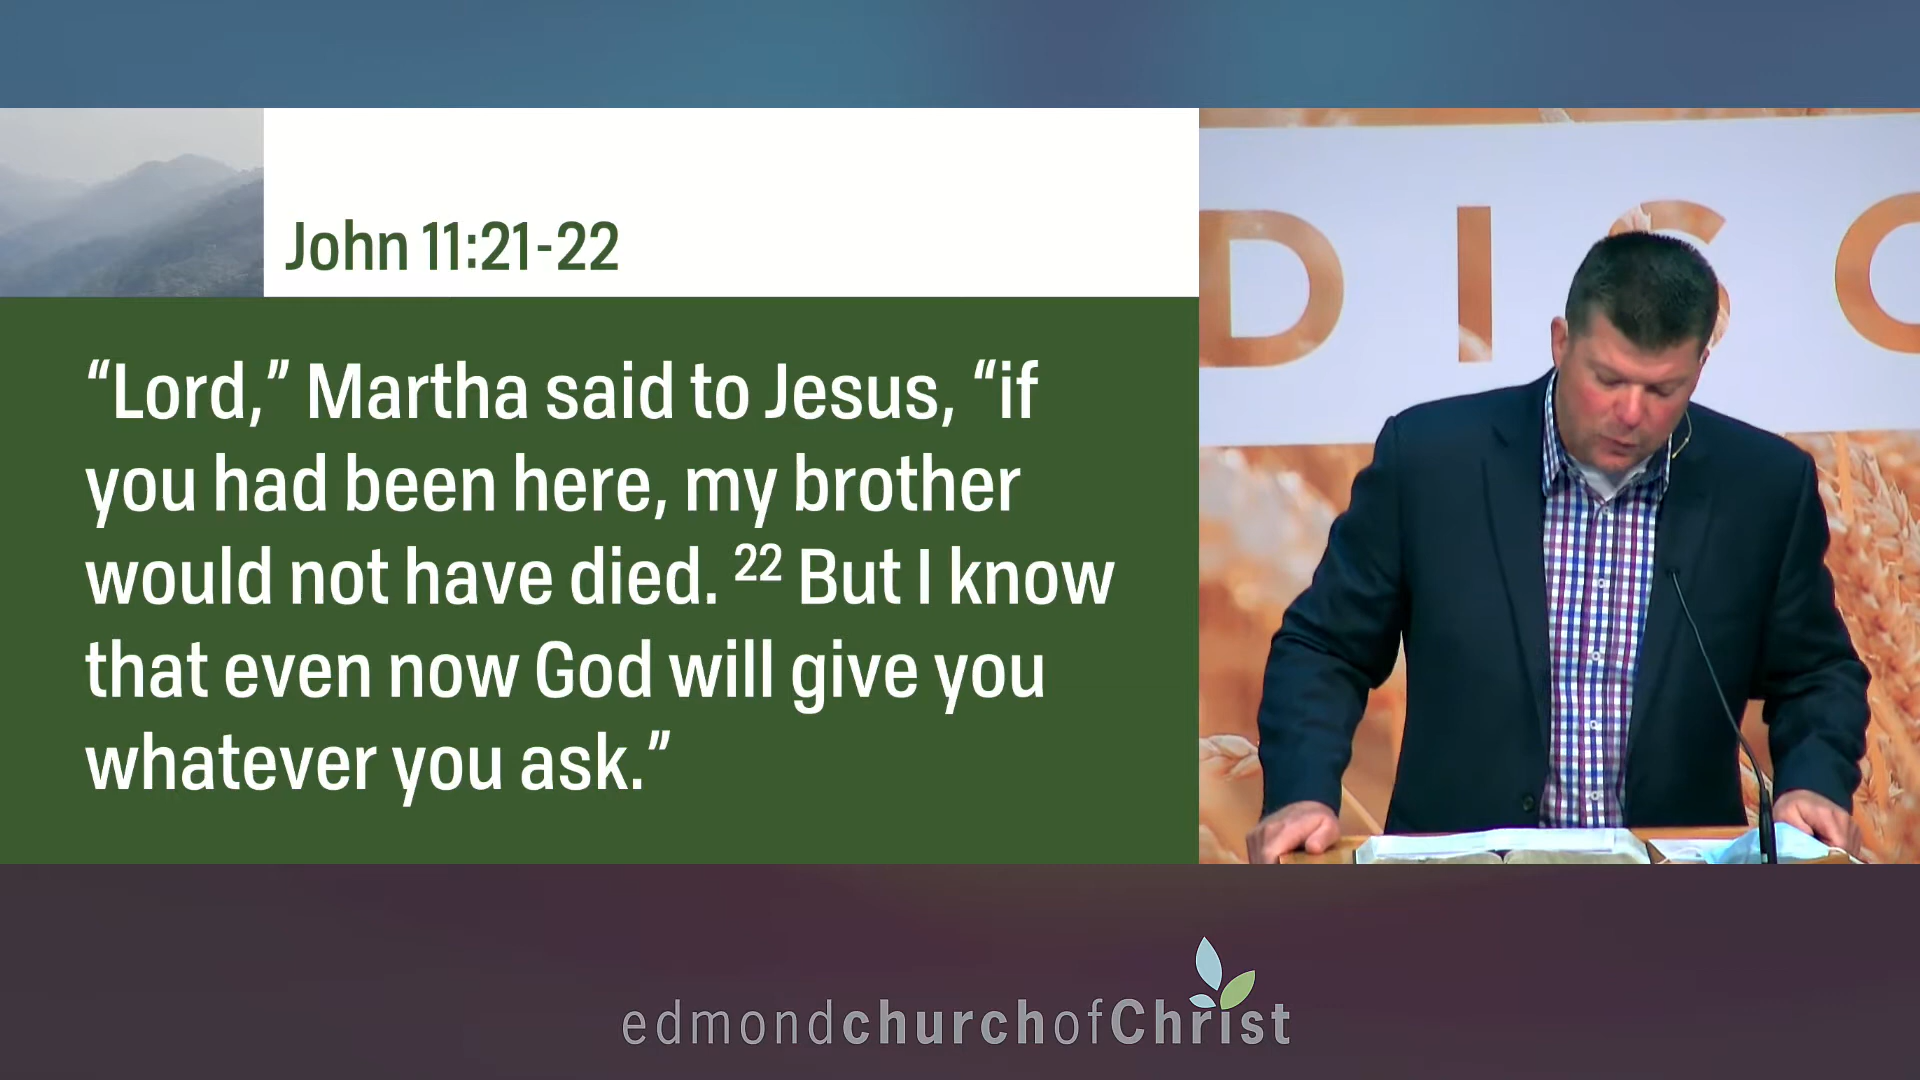 John 11:21-22
“Lord,” Martha said to Jesus, “if
you had been here, my brother
would not have died. 22 But I know
that even now God will give you
whatever you ask.”
DISC
edmondchurchofChrist